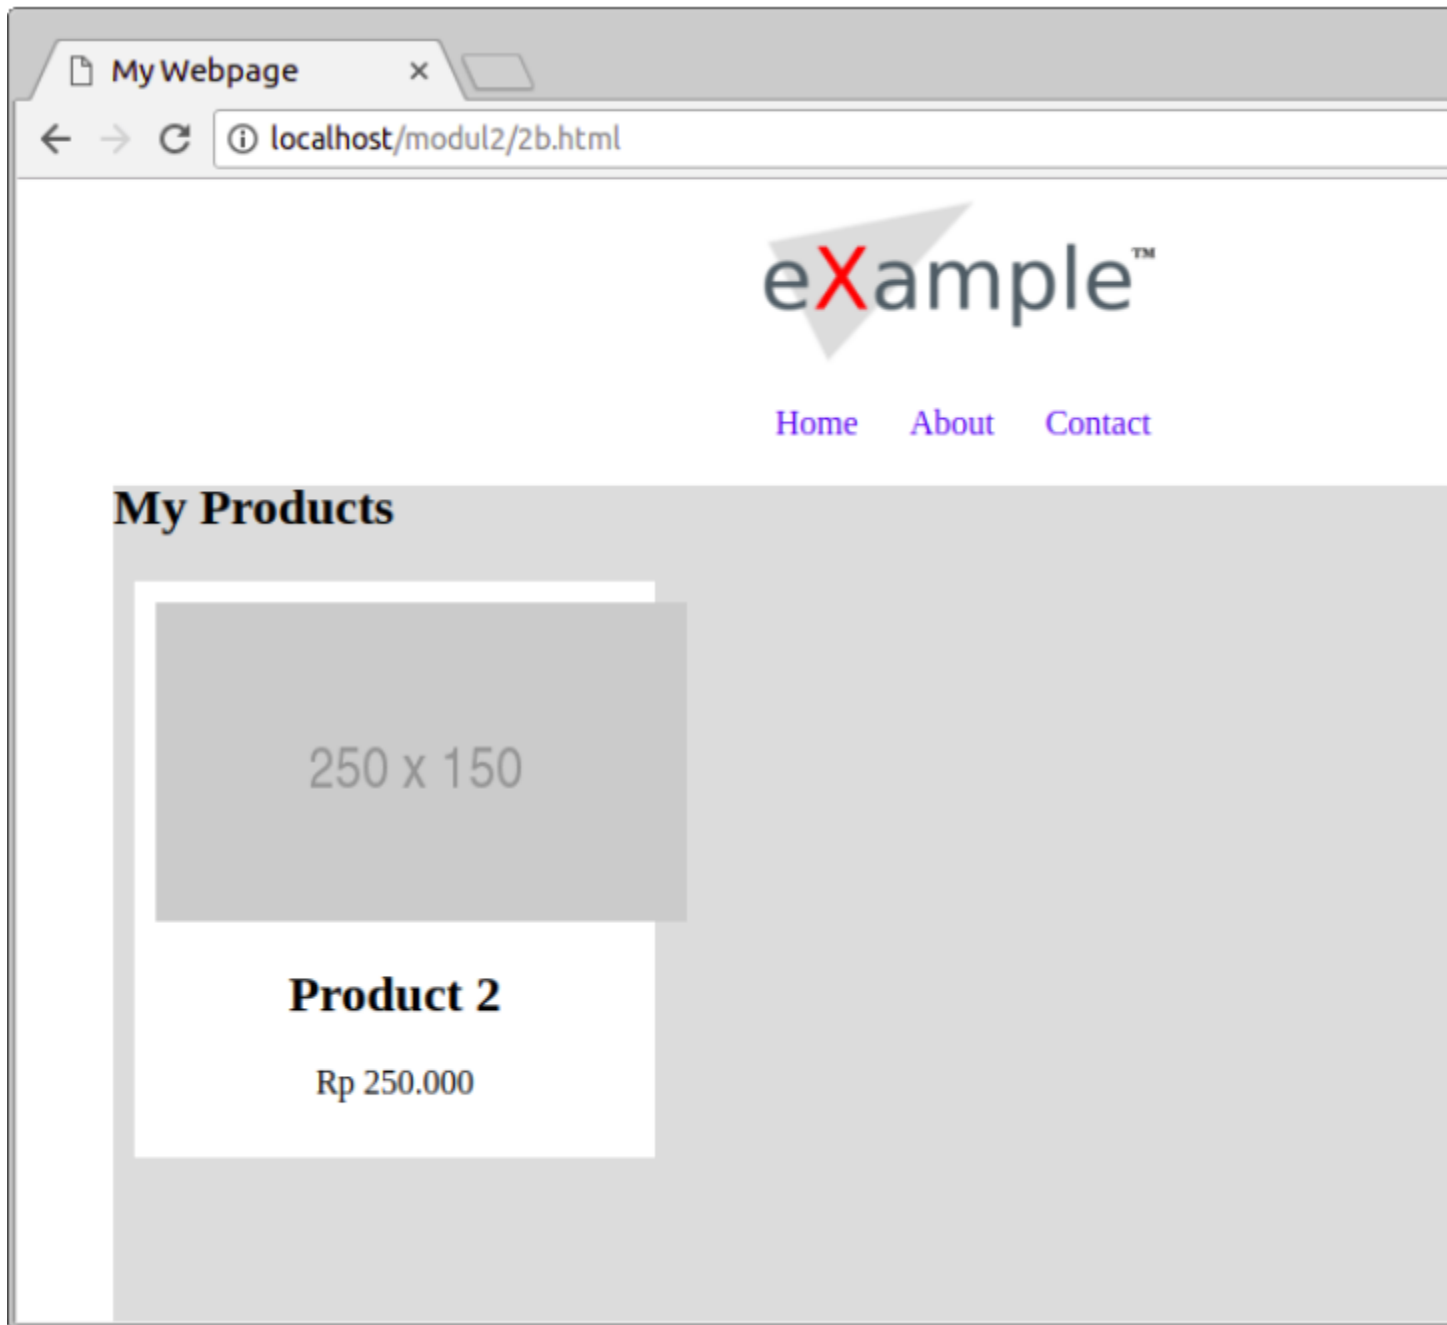 My Webpage
localhost/modul2/2b.html
eXample™
Home About Contact
My Products
250 x 150
Product 2
Rp 250.000